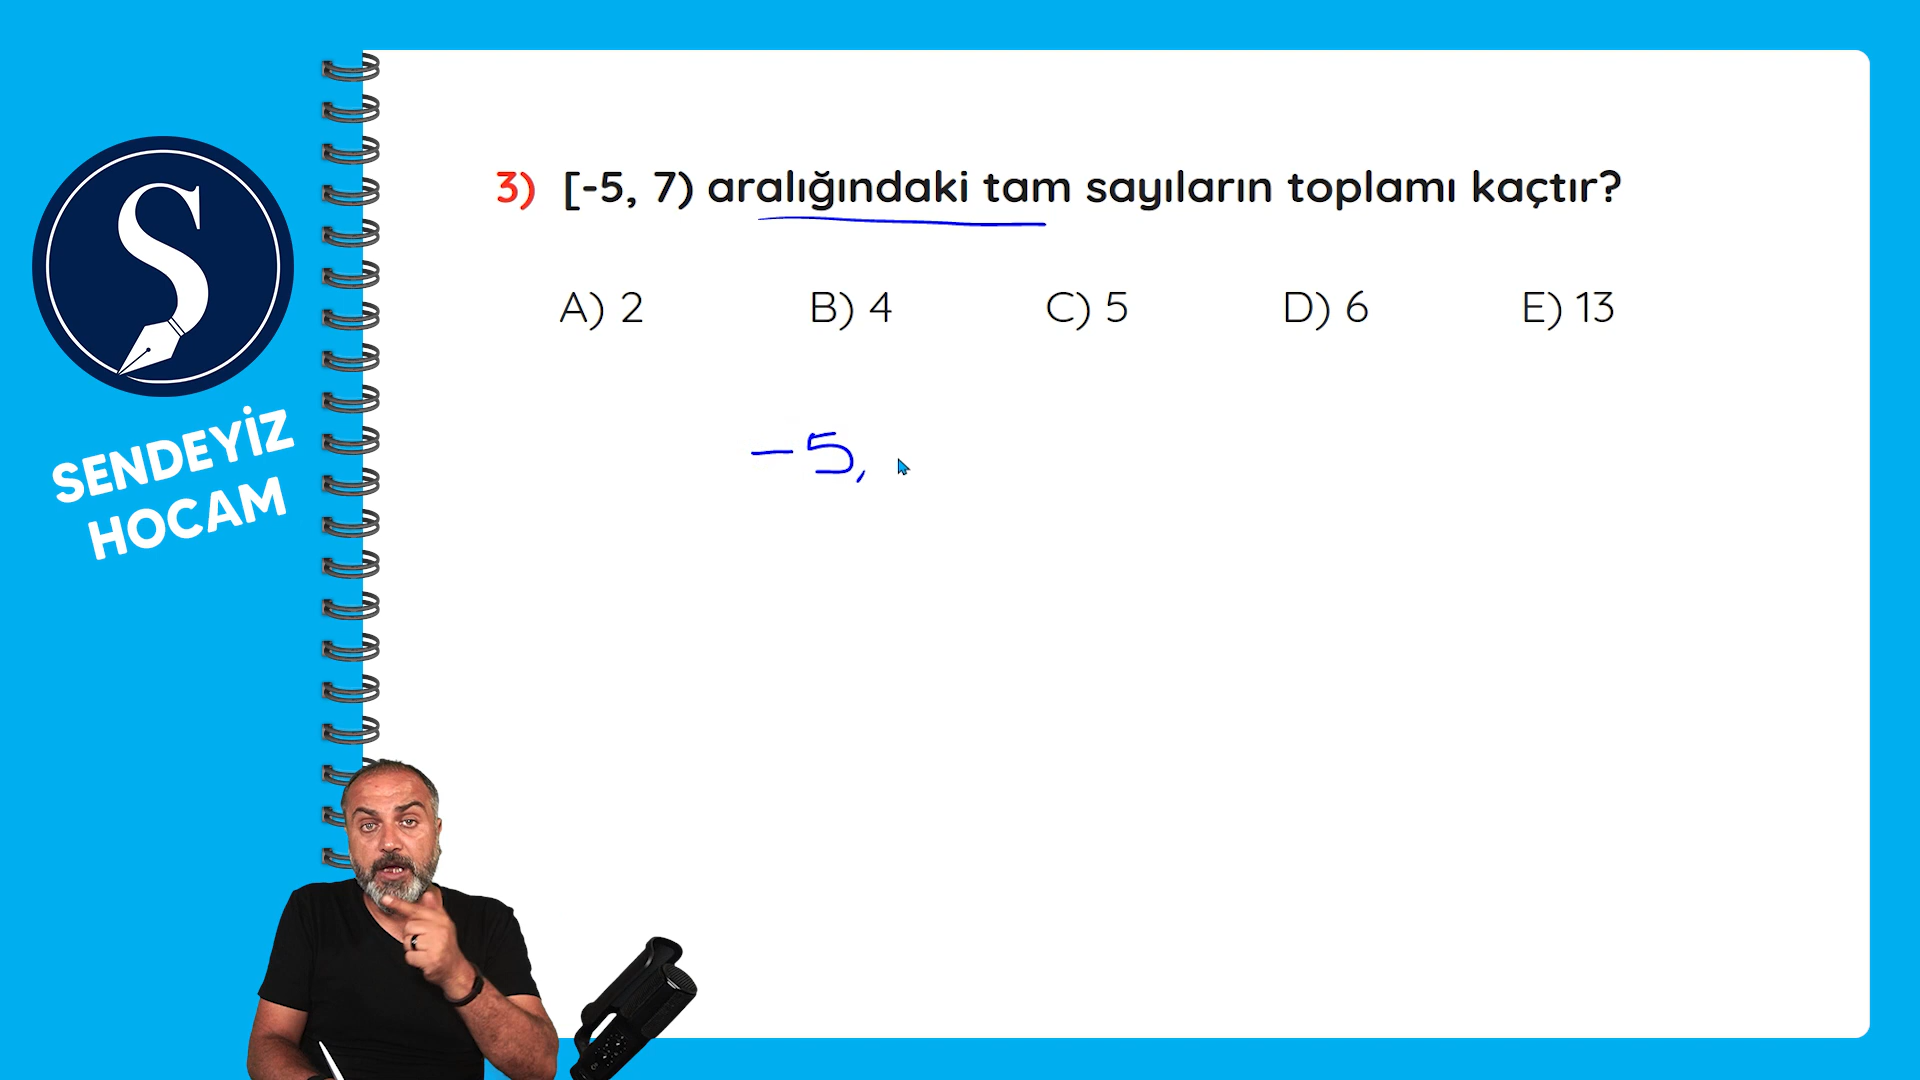 S
SENDEYİZ
HOCAM
3) [-5, 7) aralığındaki tam sayıların toplamı kaçtır?
A) 2 B) 4 C) 5 D) 6 E) 13
-5,